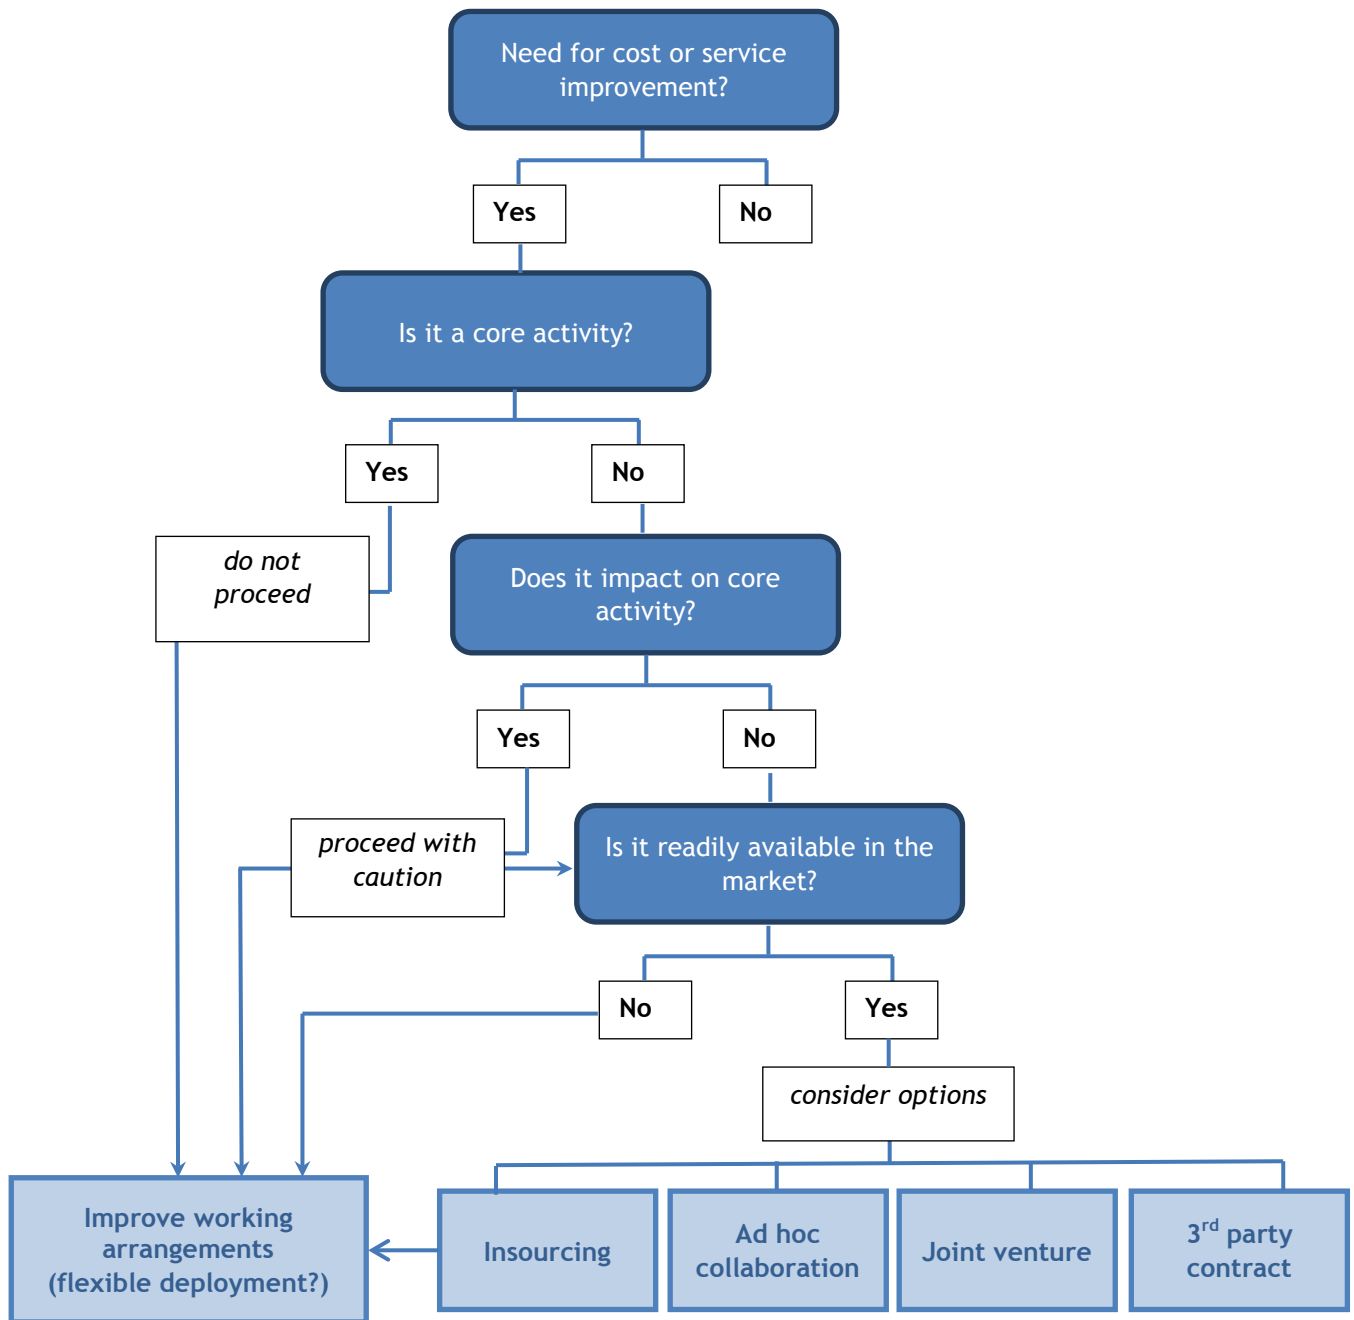 Need for cost or service
improvement?
Yes
No
Is it a core activity?
Yes
No
do not
proceed
Does it impact on core
activity?
Yes
No
proceed with
caution
Is it readily available in the
market?
No
Yes
consider options
Improve working
arrangements
(flexible deployment?)
Insourcing
Ad hoc
collaboration
Joint venture
3rd party
contract